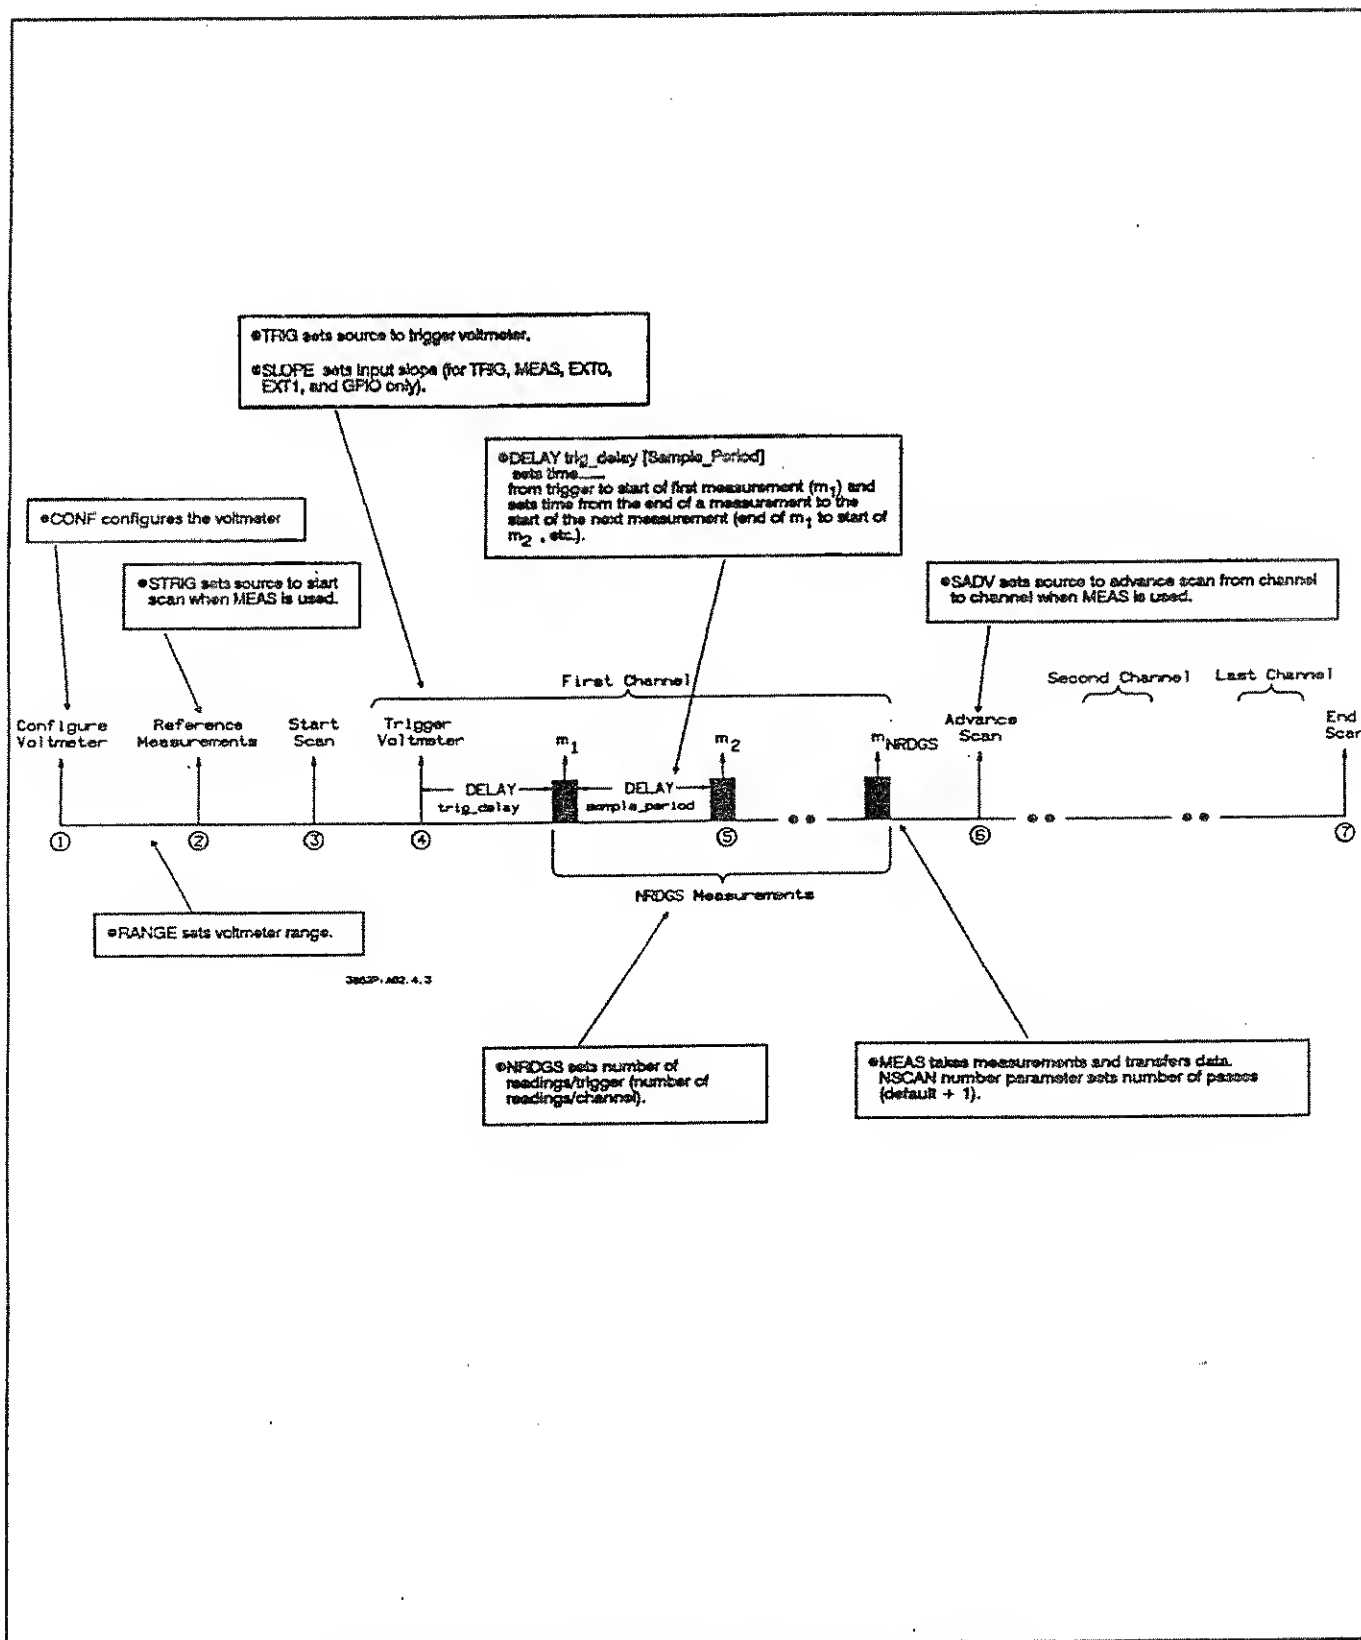 ●TRIG sets source to trigger voltmeter.
●SLOPE sets input slope (for TRIG, MEAS, EXT0,
EXT1, and GPIO only).
●DELAY trig_delay [Sample_Period]
sets time......
from trigger to start of first measurement (m1) and
sets time from the end of a measurement to the
start of the next measurement (end of m1 to start of
m2 , etc.).
●CONF configures the voltmeter
●STRIG sets source to start
scan when MEAS is used.
●SADV sets source to advance scan from channel
to channel when MEAS is used.
First Channel
Second Channel
Last Channel
Configure
Voltmeter
Reference
Measurements
Start
Scan
Trigger
Voltmeter
m1
m2
mNRDGS
Advance
Scan
End
Scan
DELAY
trig_delay
DELAY
sample_period
① ② ③ ④ ⑤ ⑥ ⑦
NRDGS Measurements
●RANGE sets voltmeter range.
●NRDGS sets number of
readings/trigger (number of
readings/channel).
●MEAS takes measurements and transfers data.
NSCAN number parameter sets number of passes
(default + 1).